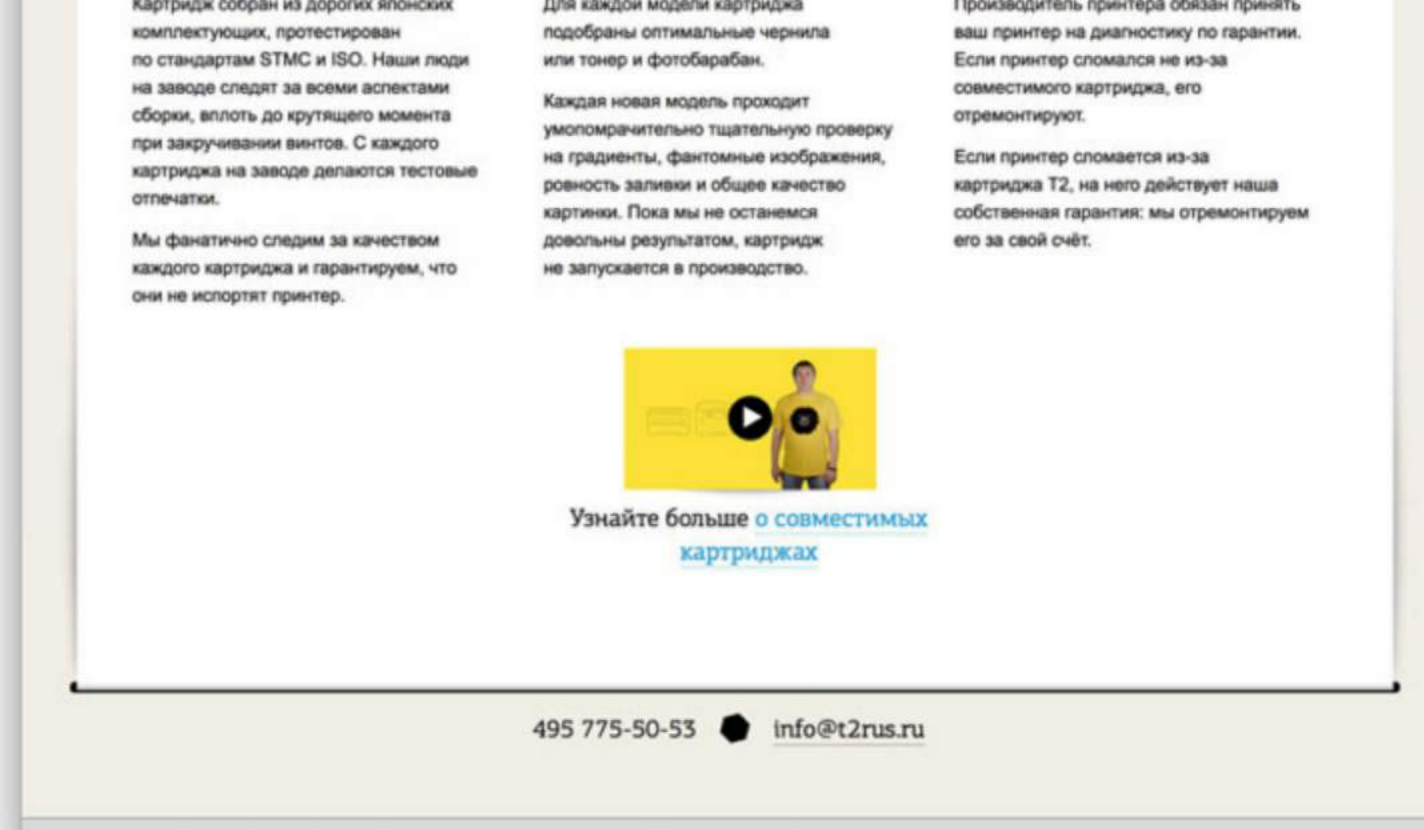 Картридж собран из дорогих японских
комплектующих, протестирован
по стандартам STMC и ISO. Наши люди
на заводе следят за всеми аспектами
сборки, вплоть до крутящего момента
при закручивании винтов. С каждого
картриджа на заводе делаются тестовые
отпечатки.
Мы фанатично следим за качеством
каждого картриджа и гарантируем, что
они не испортят принтер.
Для каждой модели картриджа
подобраны оптимальные чернила
или тонер и фотобарабан.
Каждая новая модель проходит
умопомрачительно тщательную проверку
на градиенты, фантомные изображения,
ровность заливки и общее качество
картинки. Пока мы не останемся
довольны результатом, картридж
не запускается в производство.
Производитель принтера обязан принять
ваш принтер на диагностику по гарантии.
Если принтер сломался не из-за
совместимого картриджа, его
отремонтируют.
Если принтер сломается из-за
картриджа Т2, на него действует наша
собственная гарантия: мы отремонтируем
его за свой счёт.
Узнайте больше о совместимых
картриджах
495 775-50-53 info@t2rus.ru